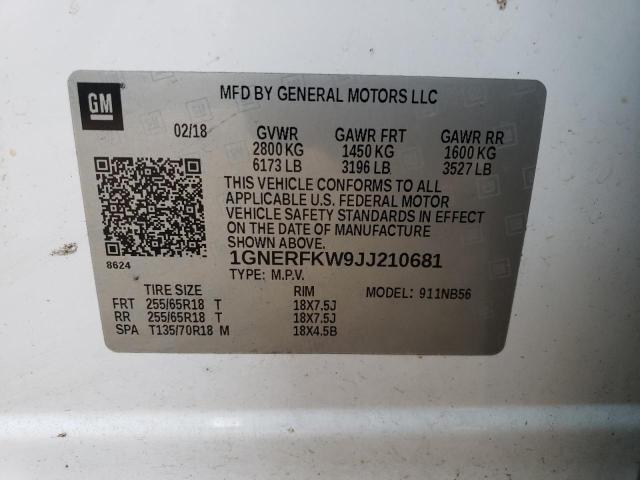 GM
MFD BY GENERAL MOTORS LLC
02/18 GVWR GAWR FRT GAWR RR
2800 KG 1450 KG 1600 KG
6173 LB 3196 LB 3527 LB
THIS VEHICLE CONFORMS TO ALL
APPLICABLE U.S. FEDERAL MOTOR
VEHICLE SAFETY STANDARDS IN EFFECT
ON THE DATE OF MANUFACTURE
SHOWN ABOVE.
8624
1GNERFKW9JJ210681
TYPE: M.P.V.
TIRE SIZE RIM MODEL: 911NB56
FRT 255/65R18 T 18X7.5J
RR 255/65R18 T 18X7.5J
SPA T135/70R18 M 18X4.5B